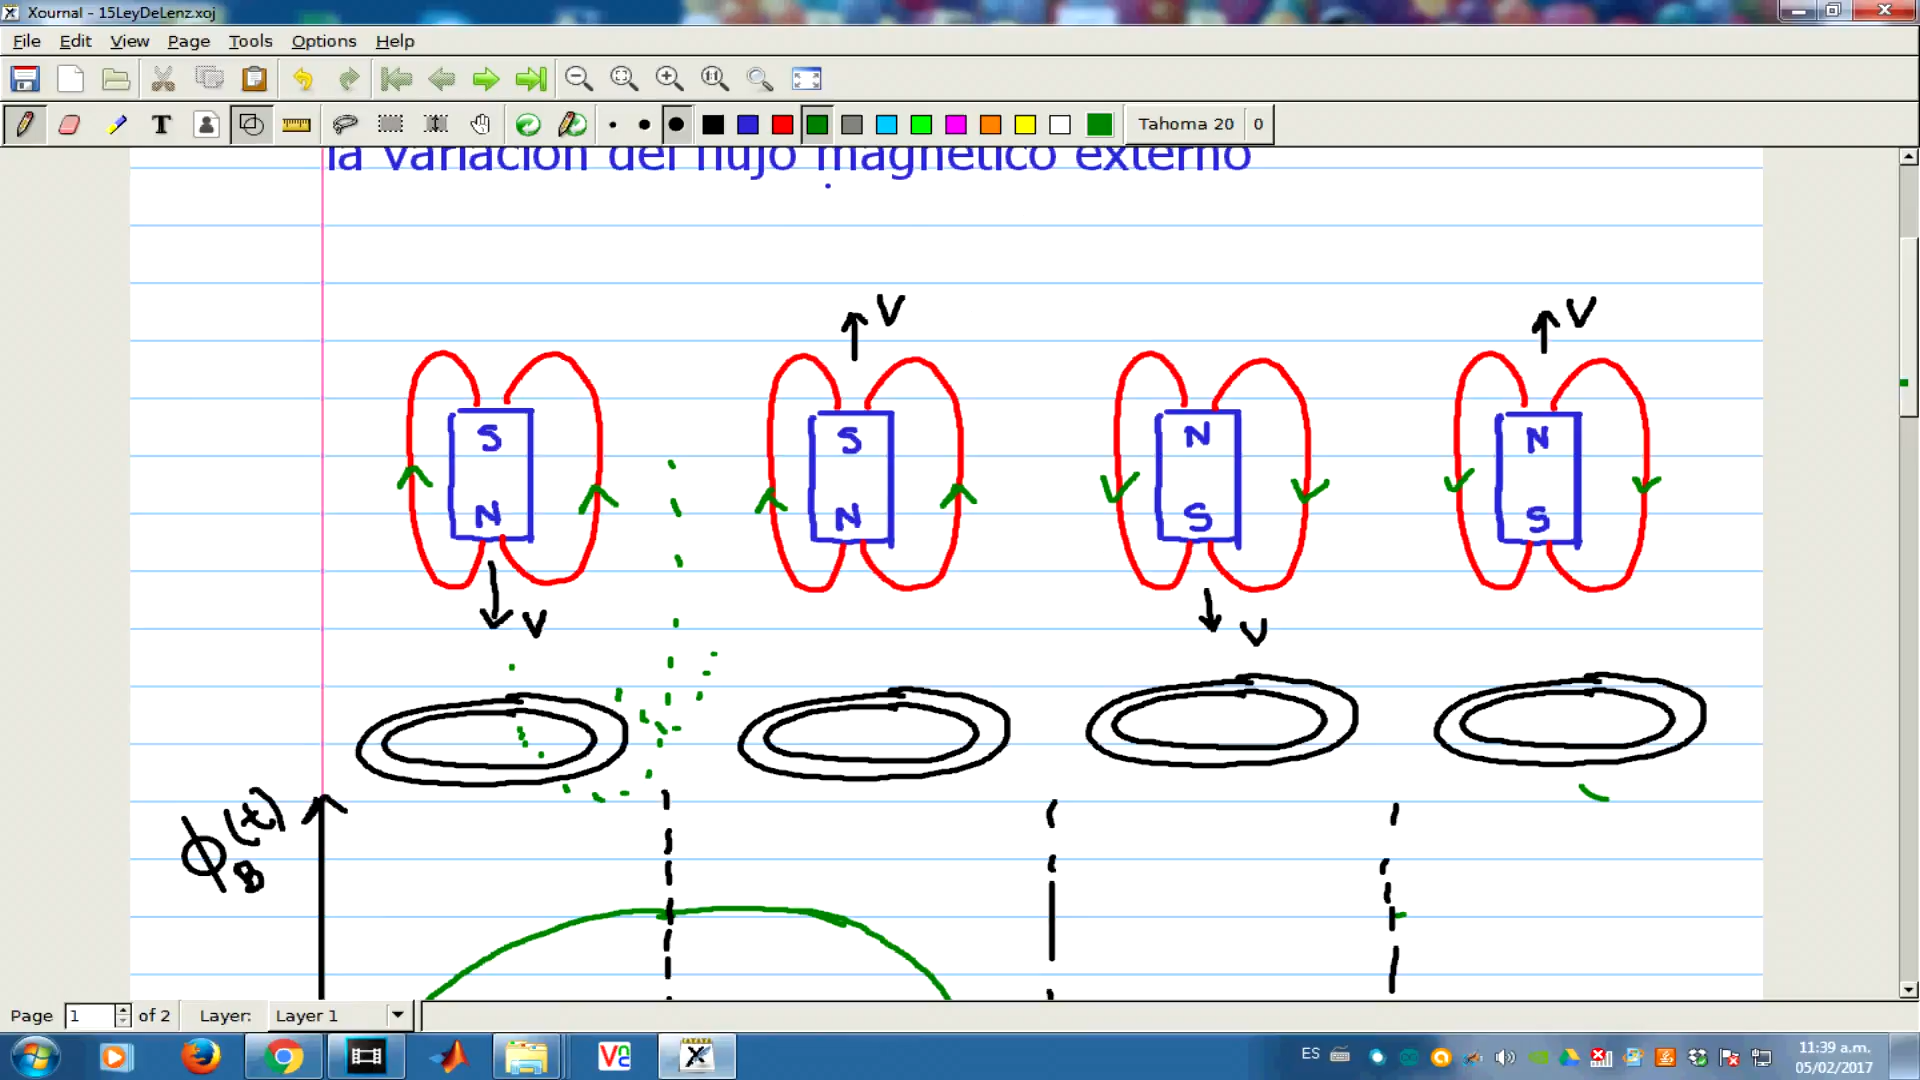 Xournal - 15LeyDeLenz.xoj
File Edit View Page Tools Options Help
T Tahoma 20 0
la variación del flujo magnético externo
V V
S S N N
N N S S
V V
ϕB(t)
Page 1 of 2 Layer: Layer 1
ES 11:39 a.m.
05/02/2017